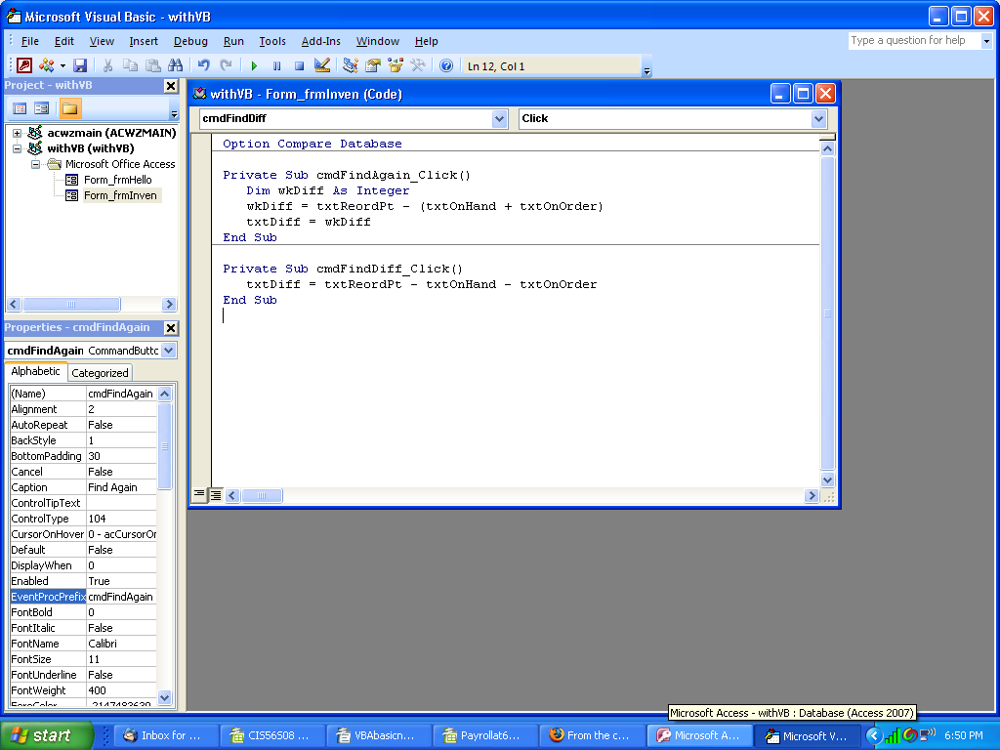 Microsoft Visual Basic - withVB
File Edit View Insert Debug Run Tools Add-Ins Window Help
Type a question for help
Ln 12, Col 1
Project - withVB
acwzmain (ACWZMAIN)
withVB (withVB)
Microsoft Office Access
Form_frmHello
Form_frmInven
Properties - cmdFindAgain
cmdFindAgain CommandButto
Alphabetic Categorized
(Name) cmdFindAgain
Alignment 2
AutoRepeat False
BackStyle 1
BottomPadding 30
Cancel False
Caption Find Again
ControlTipText
ControlType 104
CursorOnHover 0 - acCursorOn
Default False
DisplayWhen 0
Enabled True
EventProcPrefix cmdFindAgain
FontBold 0
FontItalic False
FontName Calibri
FontSize 11
FontUnderline False
FontWeight 400
ForeColor -2147483630
withVB - Form_frmInven (Code)
cmdFindDiff Click
Option Compare Database
Private Sub cmdFindAgain_Click()
Dim wkDiff As Integer
wkDiff = txtReordPt - (txtOnHand + txtOnOrder)
txtDiff = wkDiff
End Sub
Private Sub cmdFindDiff_Click()
txtDiff = txtReordPt - txtOnHand - txtOnOrder
End Sub
Microsoft Access - withVB : Database (Access 2007)
start Inbox for ... CIS56S08 ... VBAbasicn... Payrollat6... From the c... Microsoft A... Microsoft V... 6:50 PM